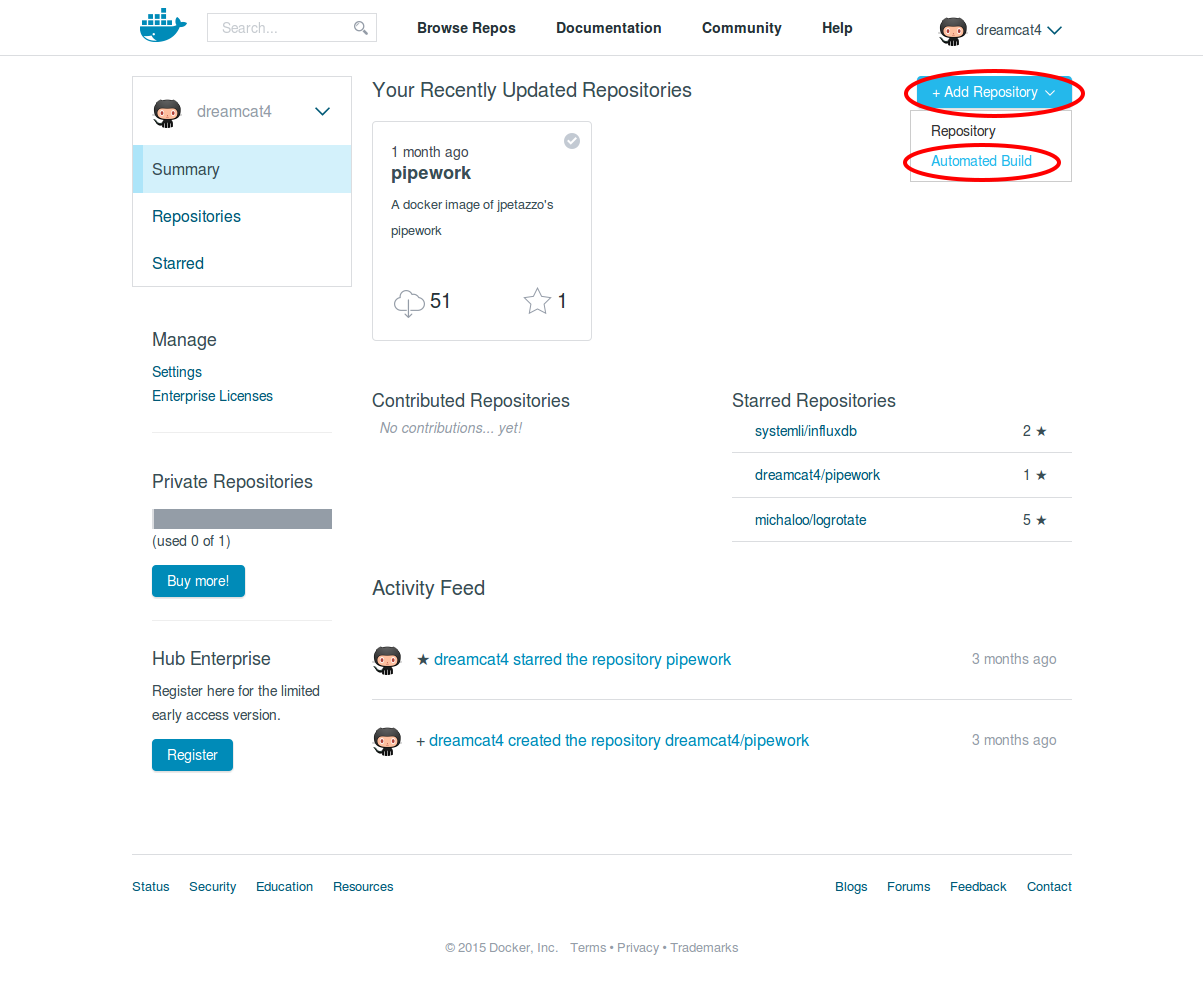 Search...
Browse Repos
Documentation
Community
Help
dreamcat4
dreamcat4
Summary
Repositories
Starred
Manage
Settings
Enterprise Licenses
Private Repositories
(used 0 of 1)
Buy more!
Hub Enterprise
Register here for the limited
early access version.
Register
Your Recently Updated Repositories
+ Add Repository
Repository
Automated Build
1 month ago
pipework
A docker image of jpetazzo's
pipework
51
1
Contributed Repositories
No contributions... yet!
Starred Repositories
systemli/influxdb 2 ★
dreamcat4/pipework 1 ★
michaloo/logrotate 5 ★
Activity Feed
★ dreamcat4 starred the repository pipework 3 months ago
+ dreamcat4 created the repository dreamcat4/pipework 3 months ago
Status Security Education Resources
Blogs Forums Feedback Contact
© 2015 Docker, Inc. Terms • Privacy • Trademarks